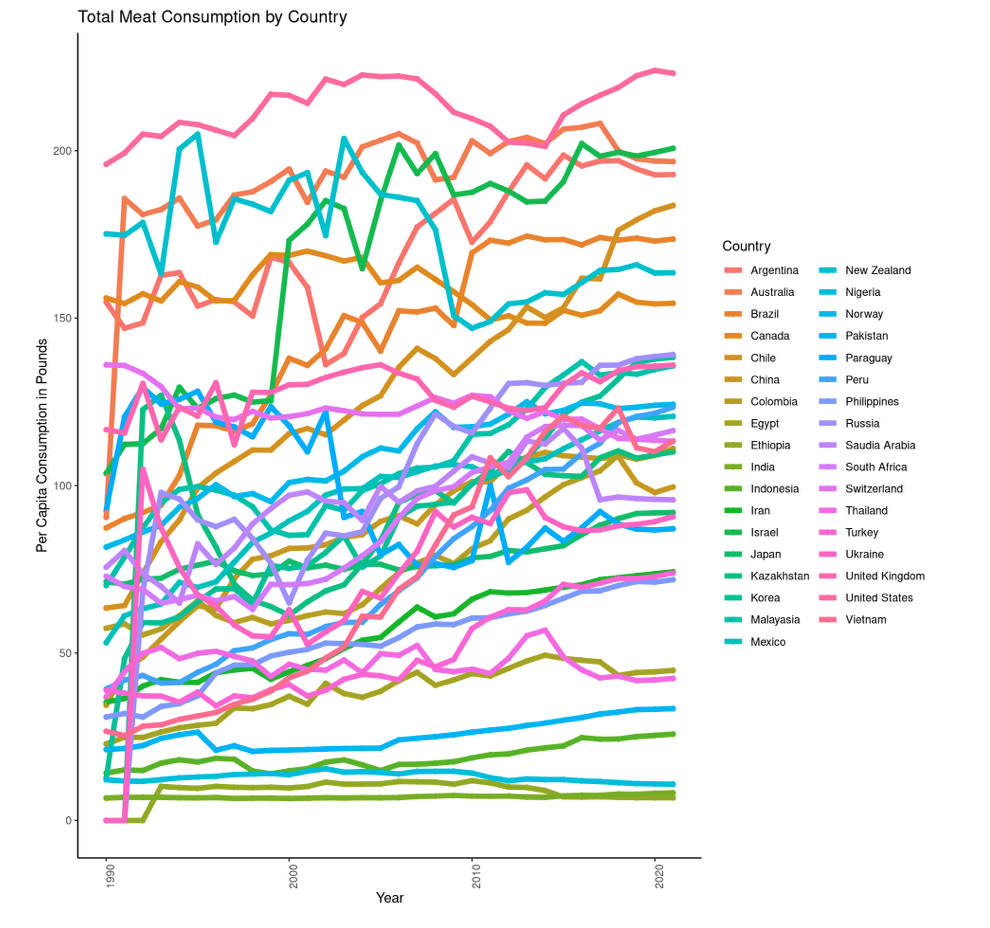 Total Meat Consumption by Country
Per Capita Consumption in Pounds
200
150
100
50
0
1990
2000
2010
2020
Year
Country
Argentina
Australia
Brazil
Canada
Chile
China
Colombia
Egypt
Ethiopia
India
Indonesia
Iran
Israel
Japan
Kazakhstan
Korea
Malayasia
Mexico
New Zealand
Nigeria
Norway
Pakistan
Paraguay
Peru
Philippines
Russia
Saudia Arabia
South Africa
Switzerland
Thailand
Turkey
Ukraine
United Kingdom
United States
Vietnam